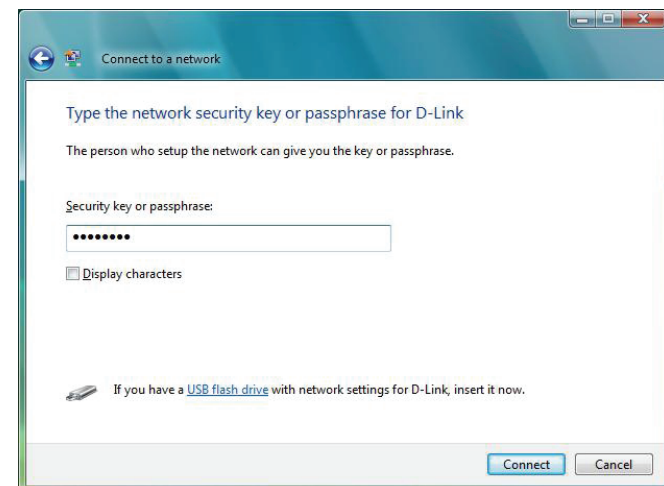 Connect to a network
Type the network security key or passphrase for D-Link
The person who setup the network can give you the key or passphrase.
Security key or passphrase:
••••••••
Display characters
If you have a USB flash drive with network settings for D-Link, insert it now.
Connect Cancel